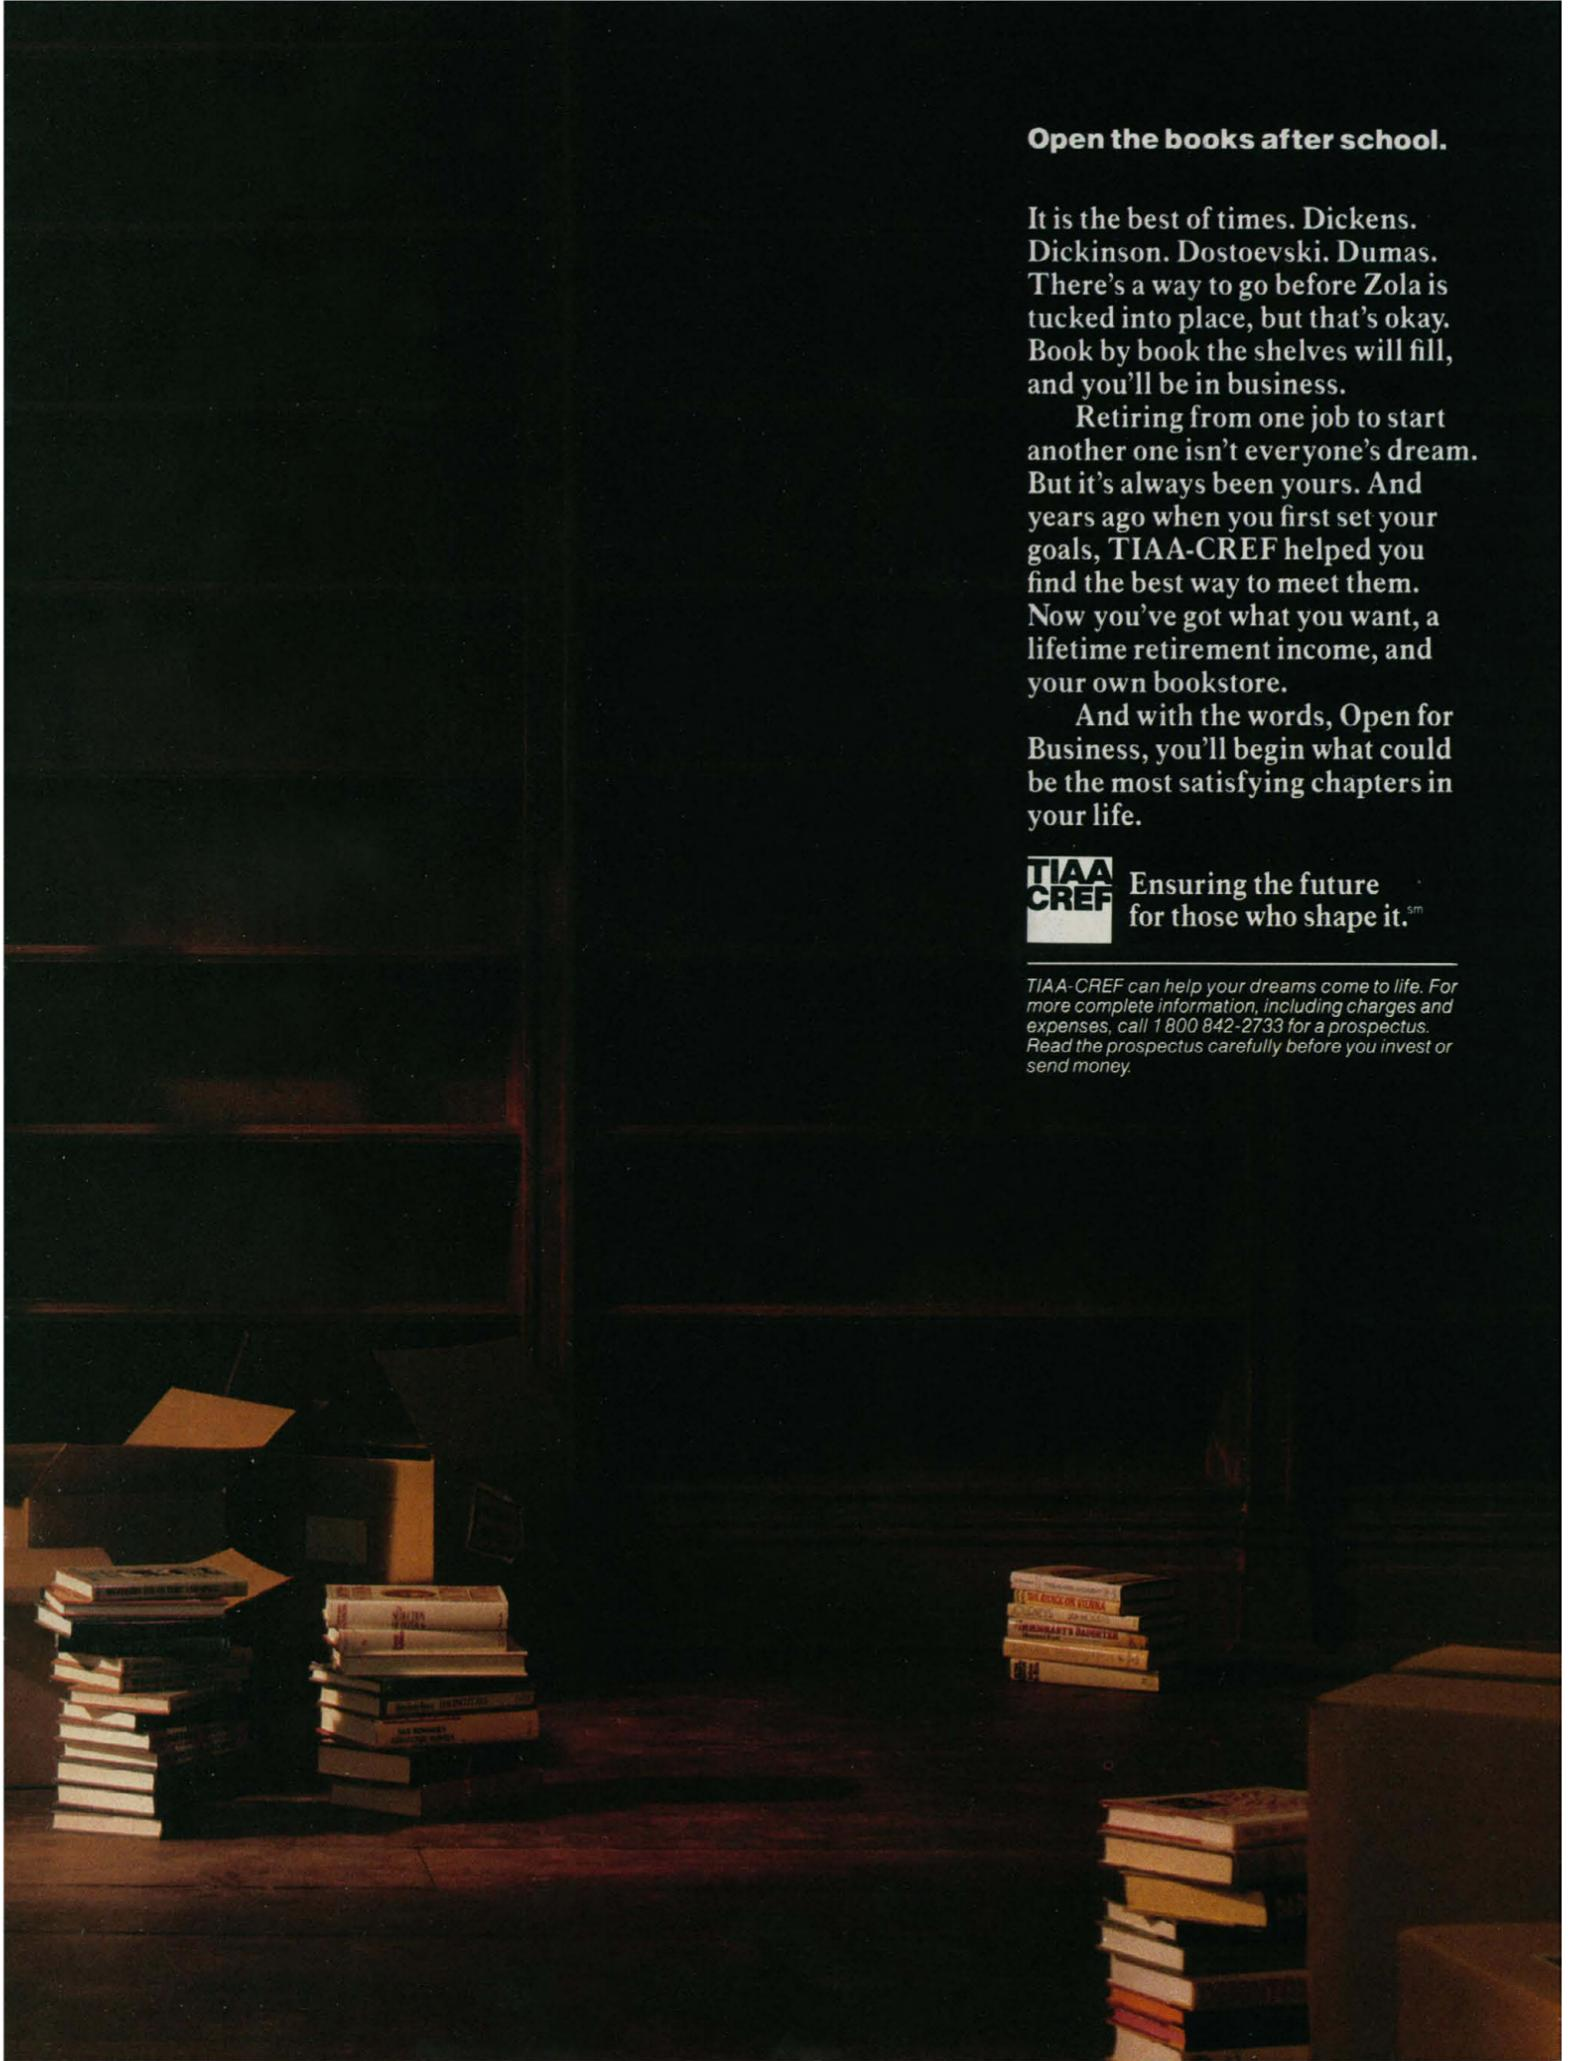 Open the books after school.
It is the best of times. Dickens.
Dickinson. Dostoevski. Dumas.
There's a way to go before Zola is
tucked into place, but that's okay.
Book by book the shelves will fill,
and you'll be in business.
Retiring from one job to start
another one isn't everyone's dream.
But it's always been yours. And
years ago when you first set your
goals, TIAA-CREF helped you
find the best way to meet them.
Now you've got what you want, a
lifetime retirement income, and
your own bookstore.
And with the words, Open for
Business, you'll begin what could
be the most satisfying chapters in
your life.
TIAA
CREF
Ensuring the future
for those who shape it.sm
TIAA-CREF can help your dreams come to life. For
more complete information, including charges and
expenses, call 1 800 842-2733 for a prospectus.
Read the prospectus carefully before you invest or
send money.
DAUGHTER